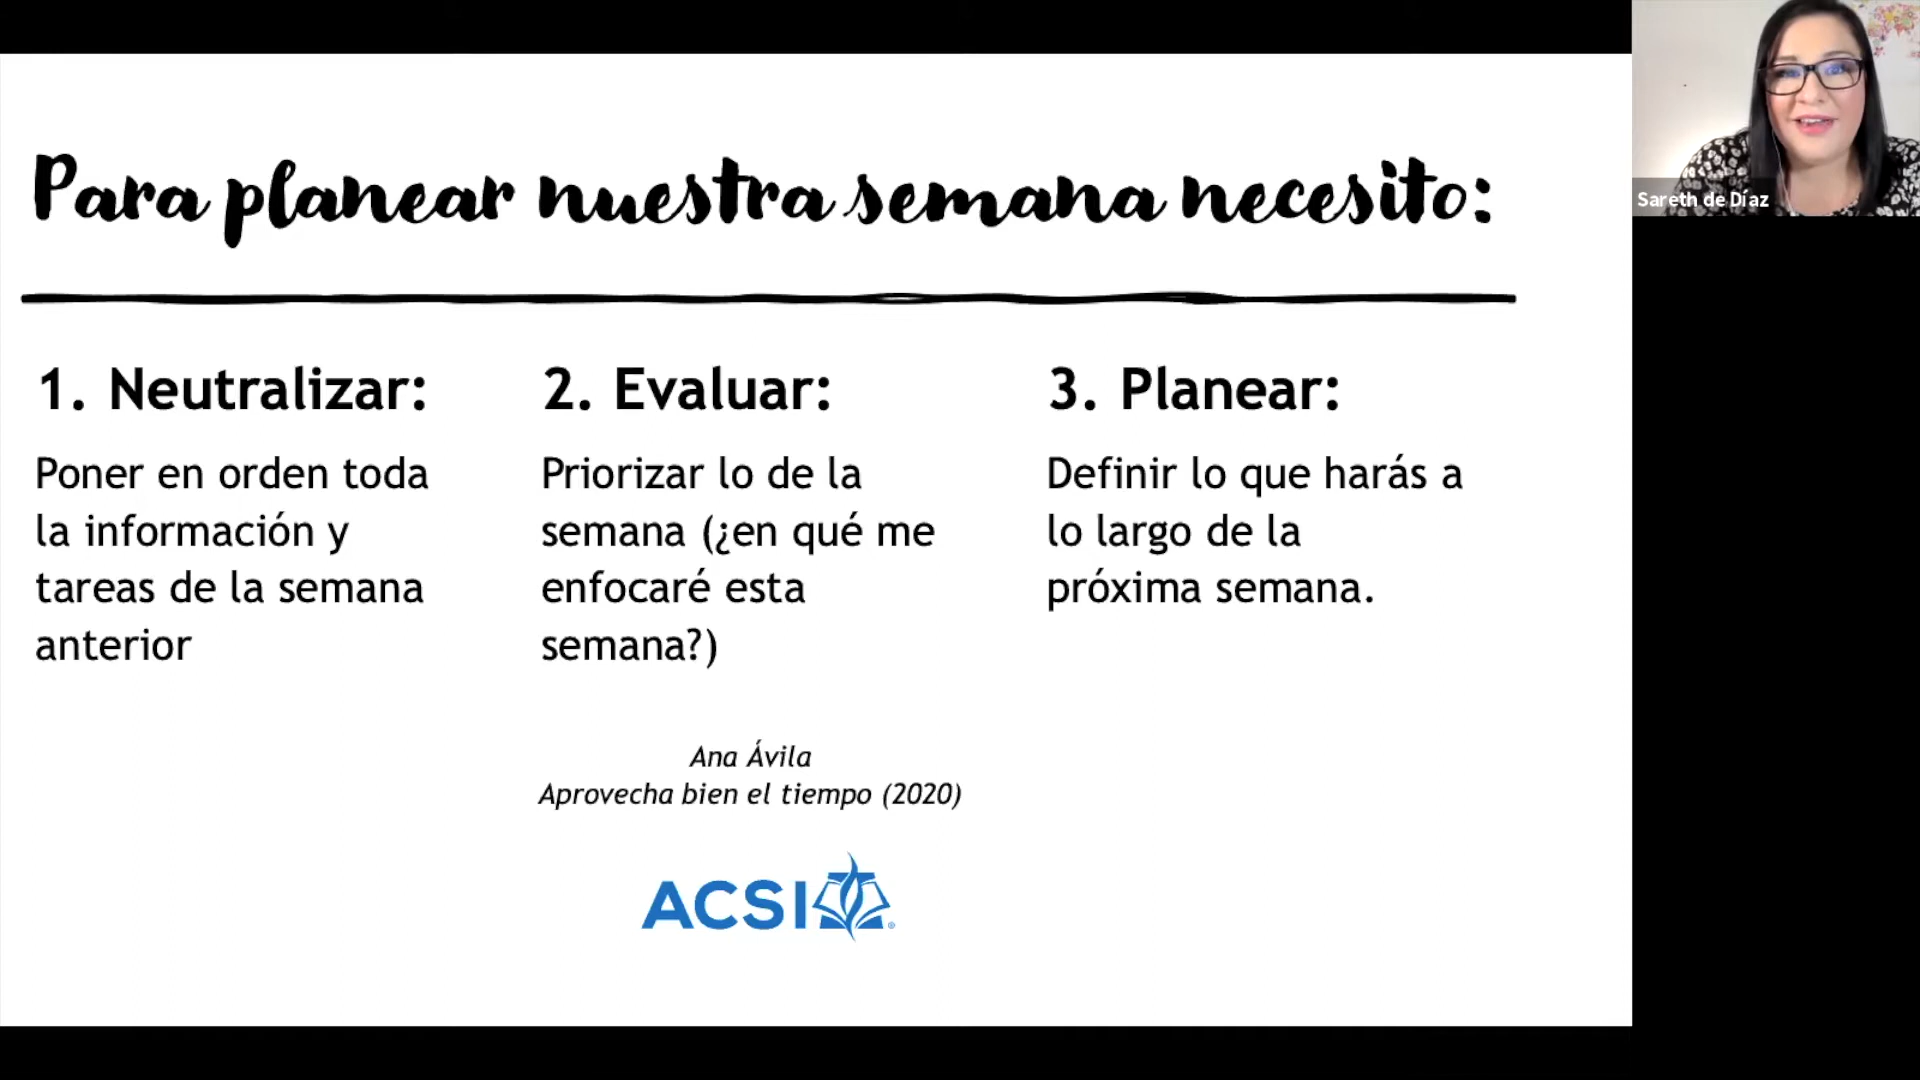 Para planear nuestra semana necesito:
1. Neutralizar:
Poner en orden toda
la información y
tareas de la semana
anterior
2. Evaluar:
Priorizar lo de la
semana (¿en qué me
enfocaré esta
semana?)
3. Planear:
Definir lo que harás a
lo largo de la
próxima semana.
Ana Ávila
Aprovecha bien el tiempo (2020)
ACSI
Sareth de Díaz